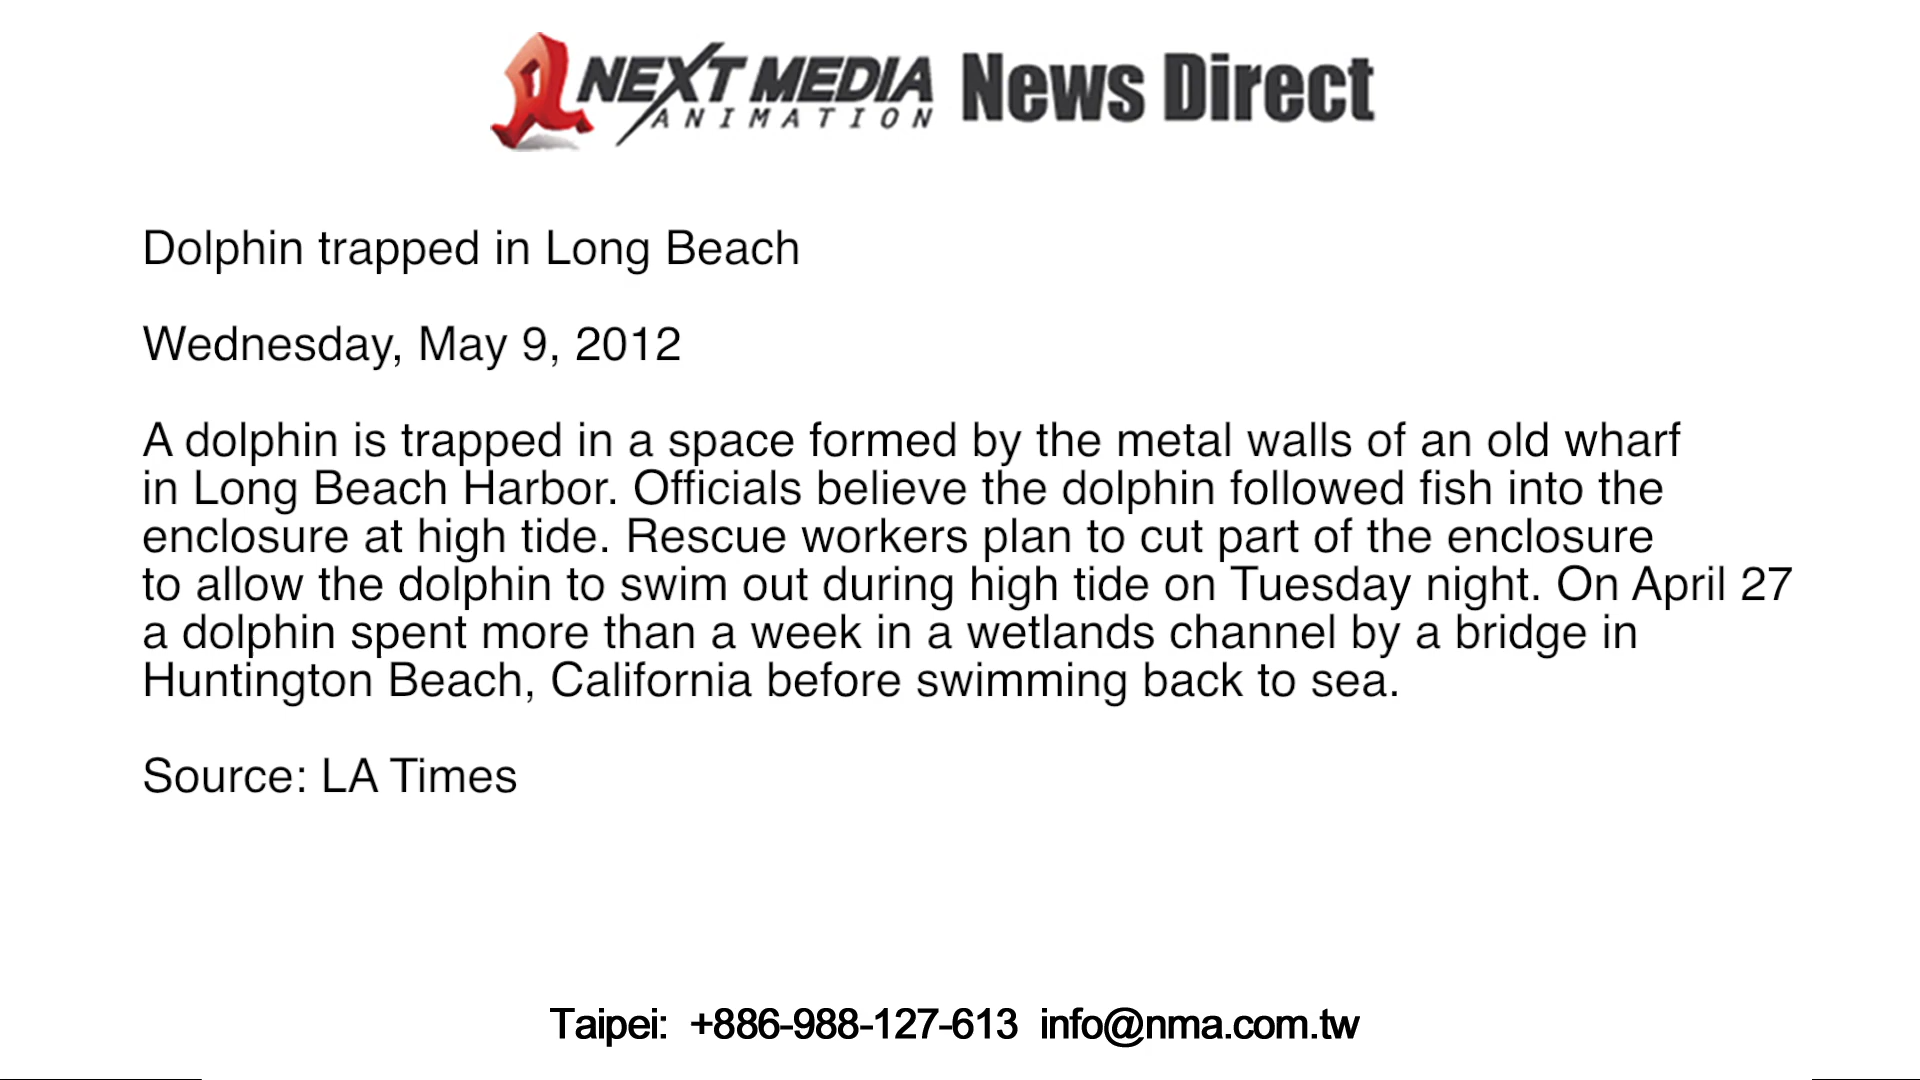 NEXT MEDIA News Direct
ANIMATION
Dolphin trapped in Long Beach
Wednesday, May 9, 2012
A dolphin is trapped in a space formed by the metal walls of an old wharf
in Long Beach Harbor. Officials believe the dolphin followed fish into the
enclosure at high tide. Rescue workers plan to cut part of the enclosure
to allow the dolphin to swim out during high tide on Tuesday night. On April 27
a dolphin spent more than a week in a wetlands channel by a bridge in
Huntington Beach, California before swimming back to sea.
Source: LA Times
Taipei: +886-988-127-613 info@nma.com.tw